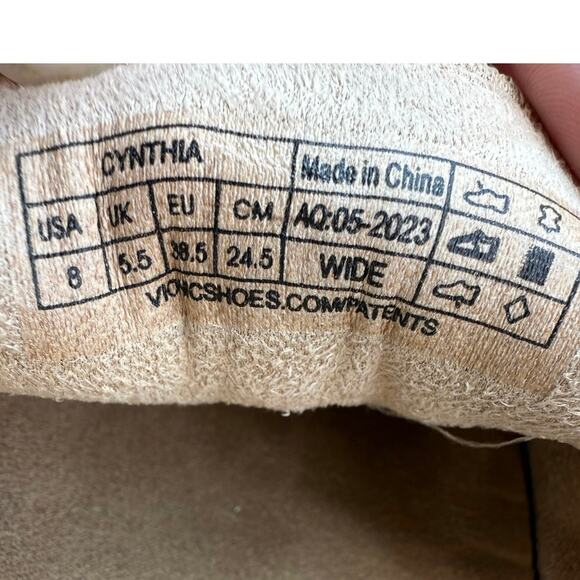 CYNTHIA Made in China
USA UK EU CM AQ:05-2023
8 5.5 38.5 24.5 WIDE
VIONCSHOES.COM/PATENTS